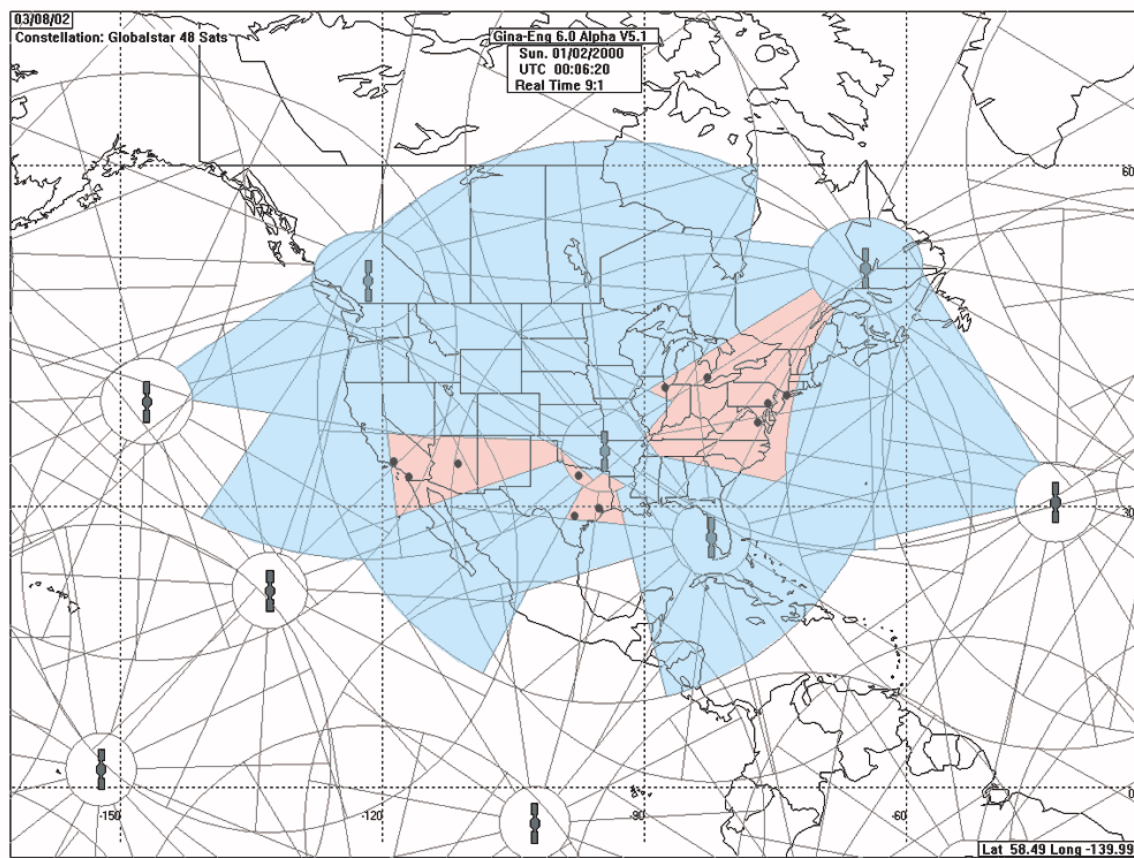 03/08/02
Constellation: Globalstar 48 Sats
Gina-Eng 6.0 Alpha V5.1
Sun. 01/02/2000
UTC 00:06:20
Real Time 9:1
60
30
0
-150
-120
-90
-60
Lat 58.49 Long -139.99